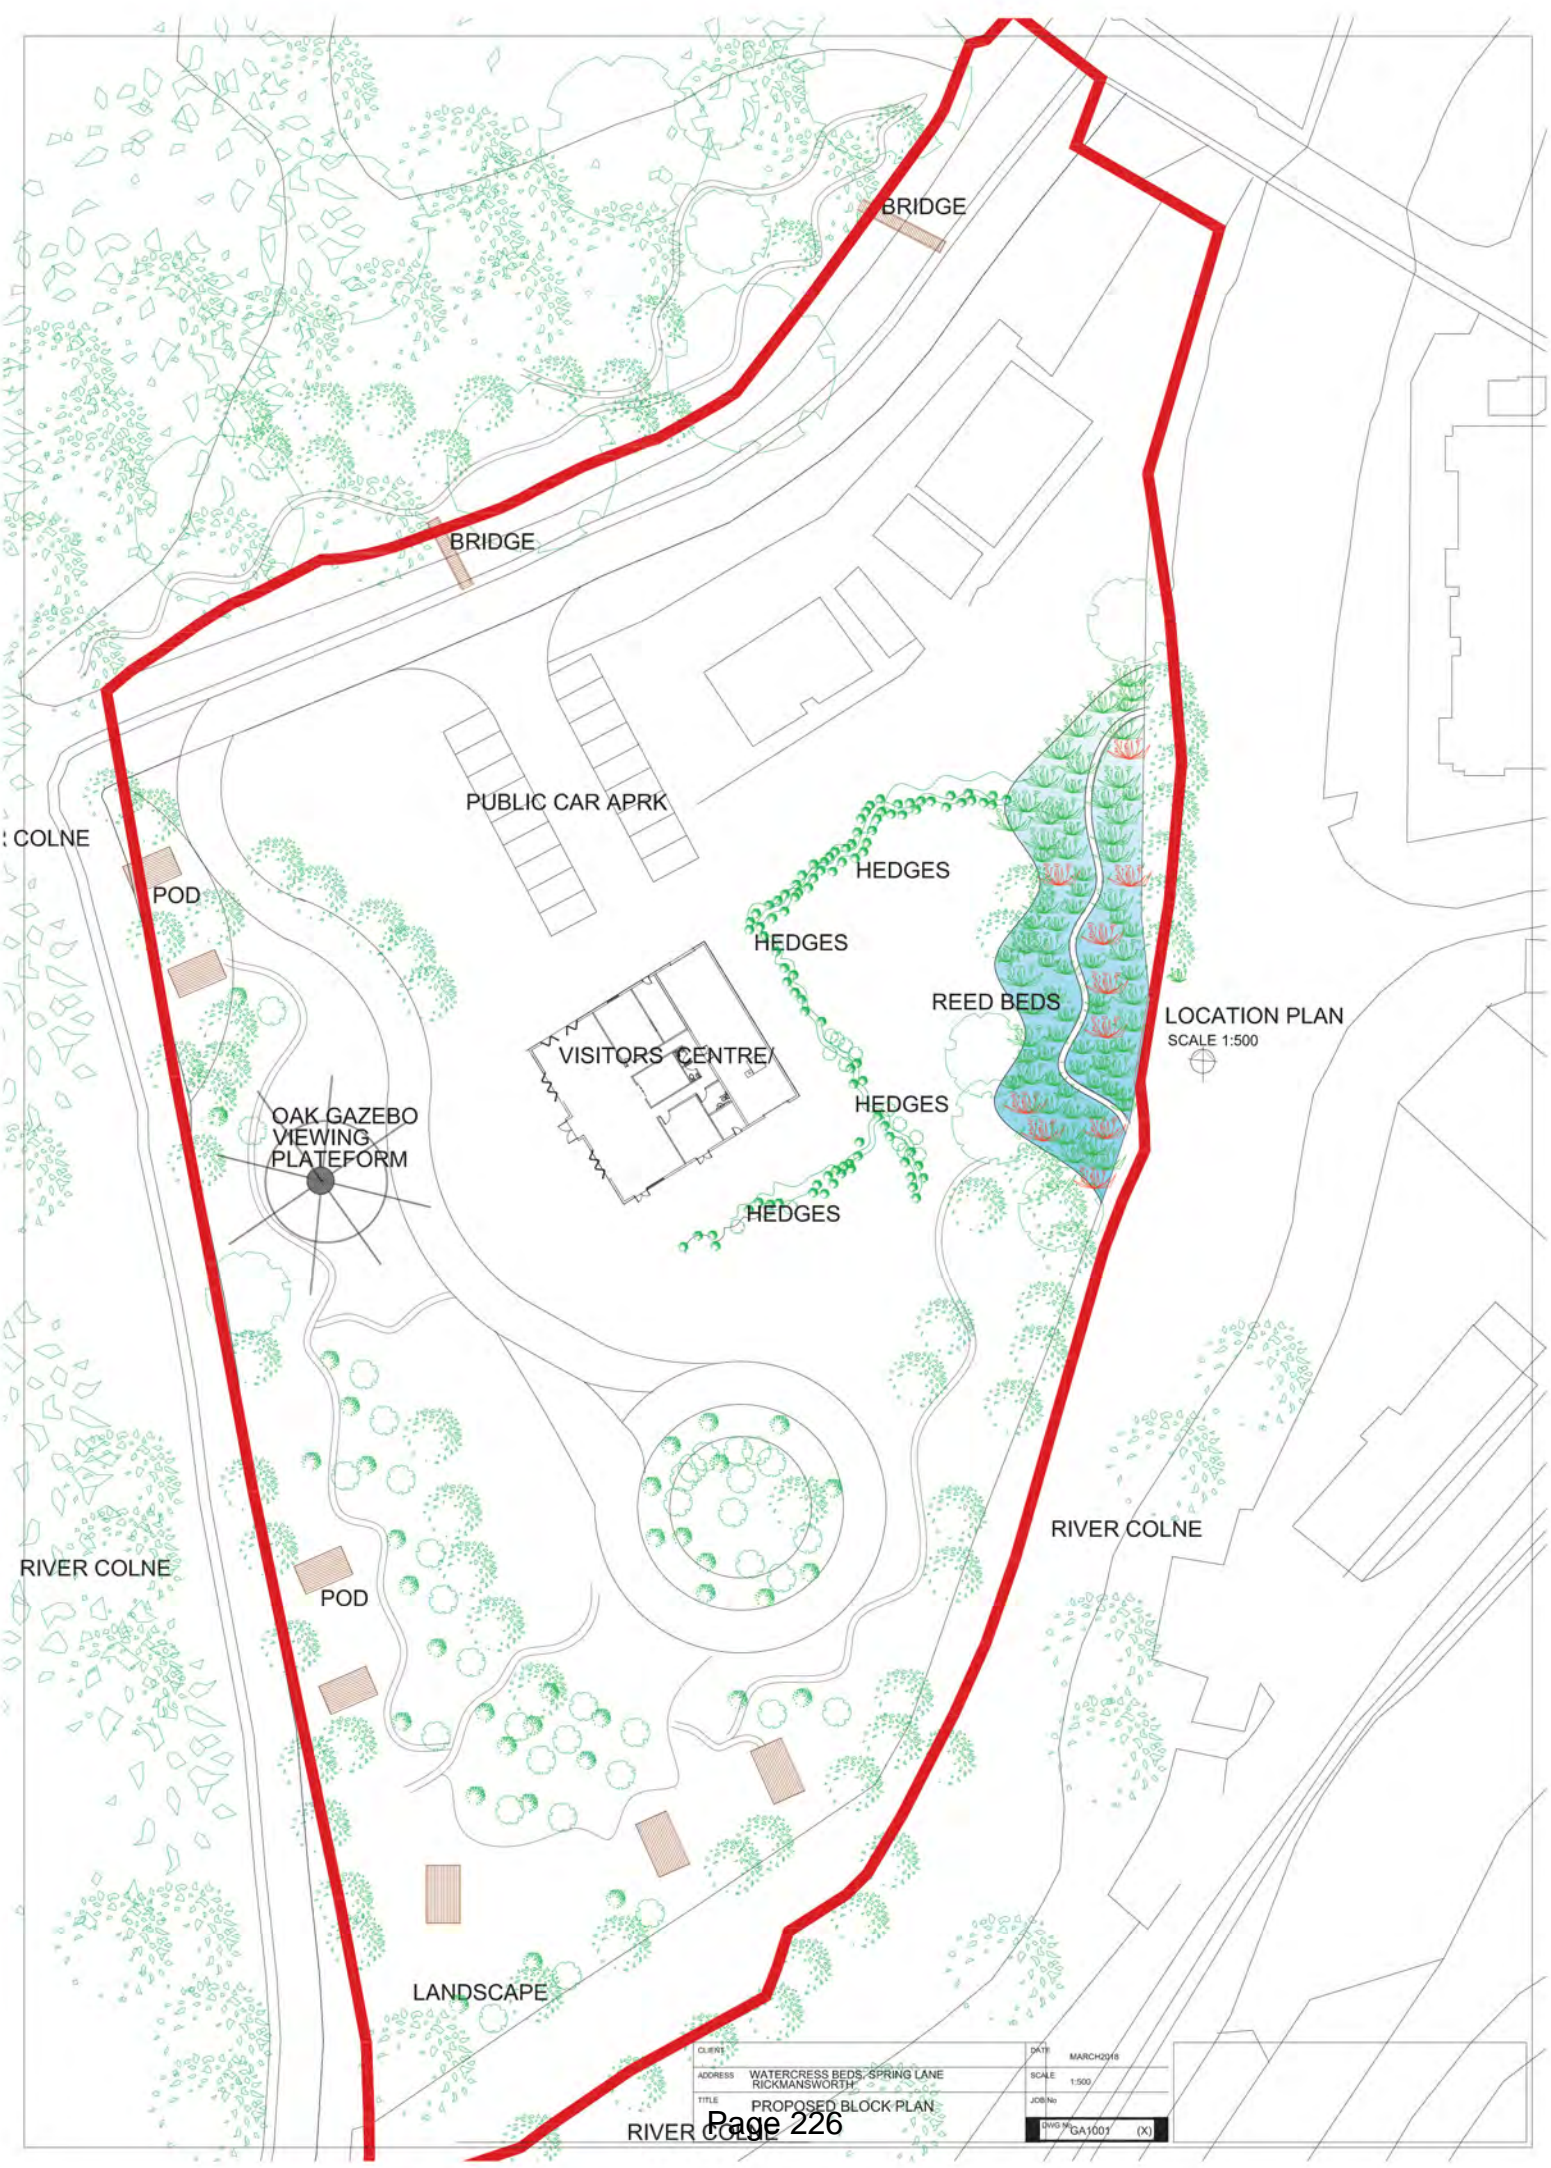 BRIDGE
BRIDGE
PUBLIC CAR APRK
COLNE
HEDGES
POD
HEDGES
REED BEDS
LOCATION PLAN
SCALE 1:500
VISITORS CENTRE/
HEDGES
OAK GAZEBO
VIEWING
PLATEFORM
HEDGES
RIVER COLNE
RIVER COLNE
POD
LANDSCAPE
CLIENT
DATE MARCH2018
ADDRESS WATERCRESS BEDS, SPRING LANE
RICKMANSWORTH
SCALE 1:500
TITLE PROPOSED BLOCK PLAN
JOB No
DWG No GA1001 (X)
RIVER COLNE
Page 226